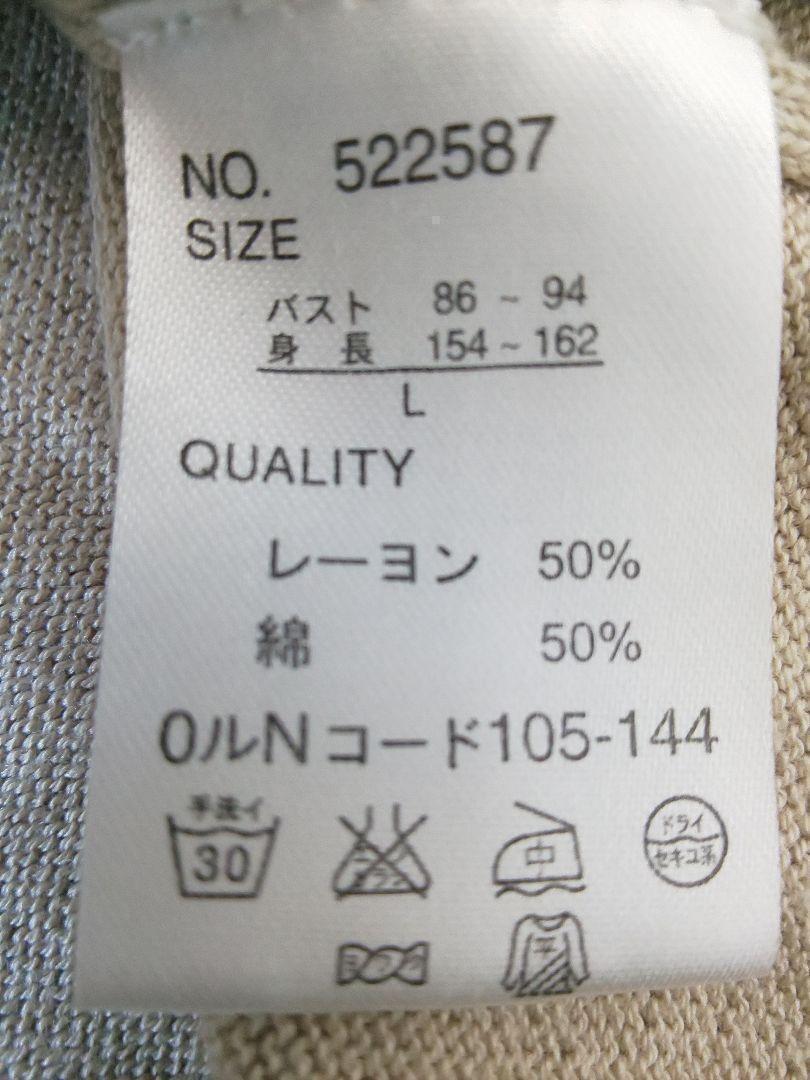 NO. 522587
SIZE
バスト 86 ~ 94
身長 154 ~ 162
L
QUALITY
レーヨン 50%
綿 50%
0ルNコード105-144
手洗イ
30
中
ドライ
セキユ系
平